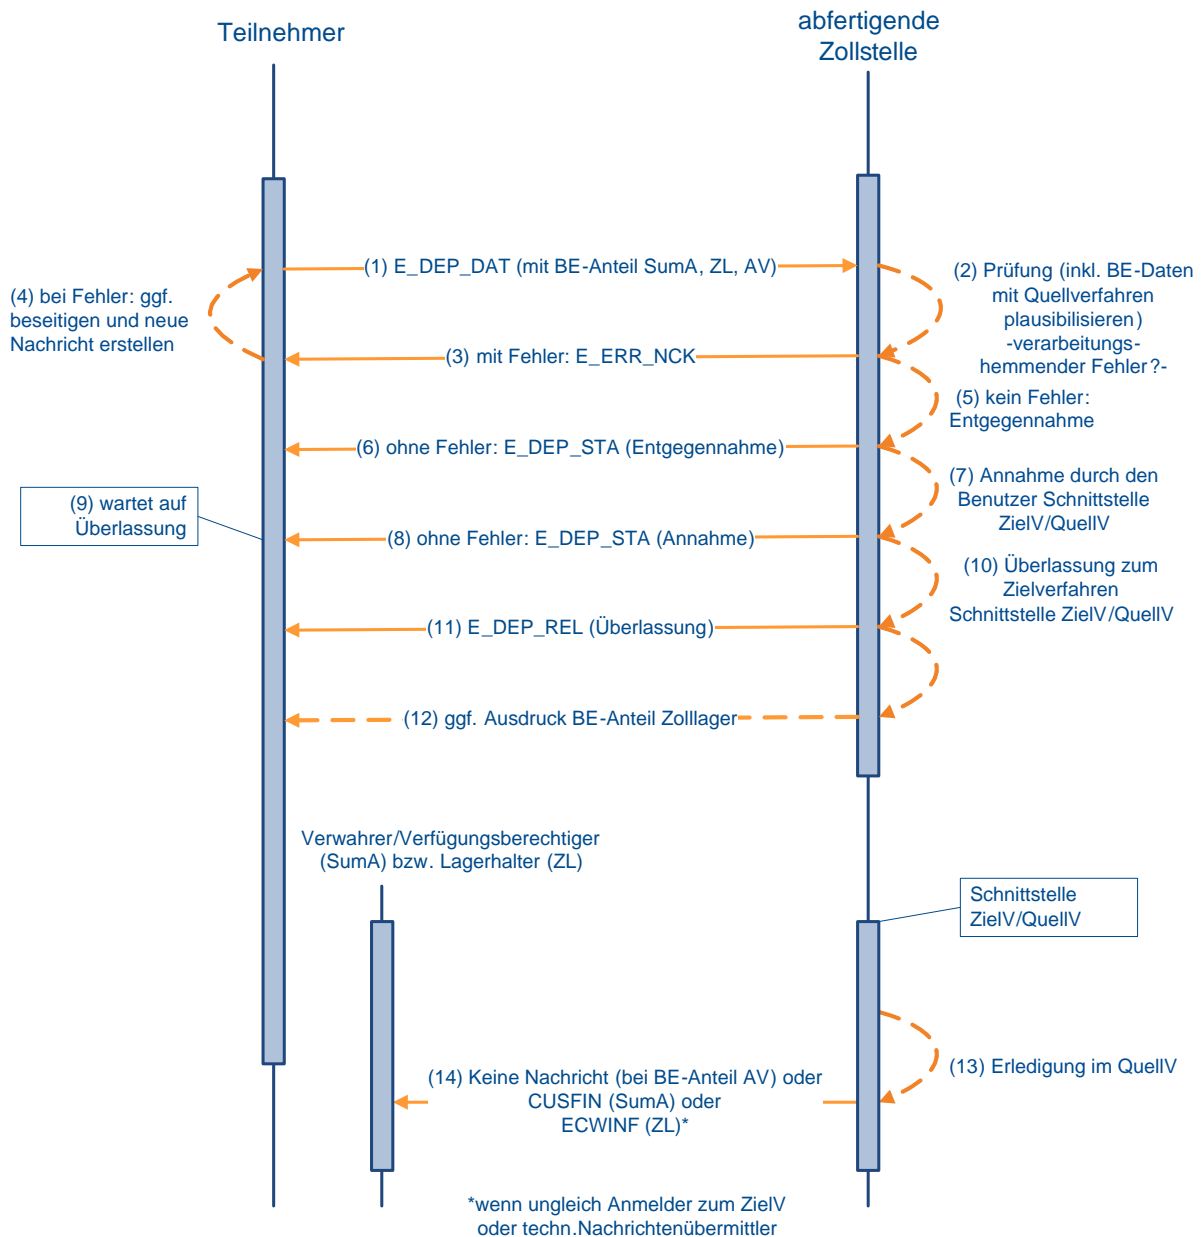 Teilnehmer
abfertigende
Zollstelle
(1) E_DEP_DAT (mit BE-Anteil SumA, ZL, AV)
(2) Prüfung (inkl. BE-Daten
mit Quellverfahren
plausibilisieren)
-verarbeitungs-
hemmender Fehler?-
(4) bei Fehler: ggf.
beseitigen und neue
Nachricht erstellen
(3) mit Fehler: E_ERR_NCK
(5) kein Fehler:
Entgegennahme
(6) ohne Fehler: E_DEP_STA (Entgegennahme)
(7) Annahme durch den
Benutzer Schnittstelle
ZielV/QuellV
(9) wartet auf
Überlassung
(8) ohne Fehler: E_DEP_STA (Annahme)
(10) Überlassung zum
Zielverfahren
Schnittstelle ZielV/QuellV
(11) E_DEP_REL (Überlassung)
(12) ggf. Ausdruck BE-Anteil Zolllager
Verwahrer/Verfügungsberechtiger
(SumA) bzw. Lagerhalter (ZL)
Schnittstelle
ZielV/QuellV
(13) Erledigung im QuellV
(14) Keine Nachricht (bei BE-Anteil AV) oder
CUSFIN (SumA) oder
ECWINF (ZL)*
*wenn ungleich Anmelder zum ZielV
oder techn.Nachrichtenübermittler